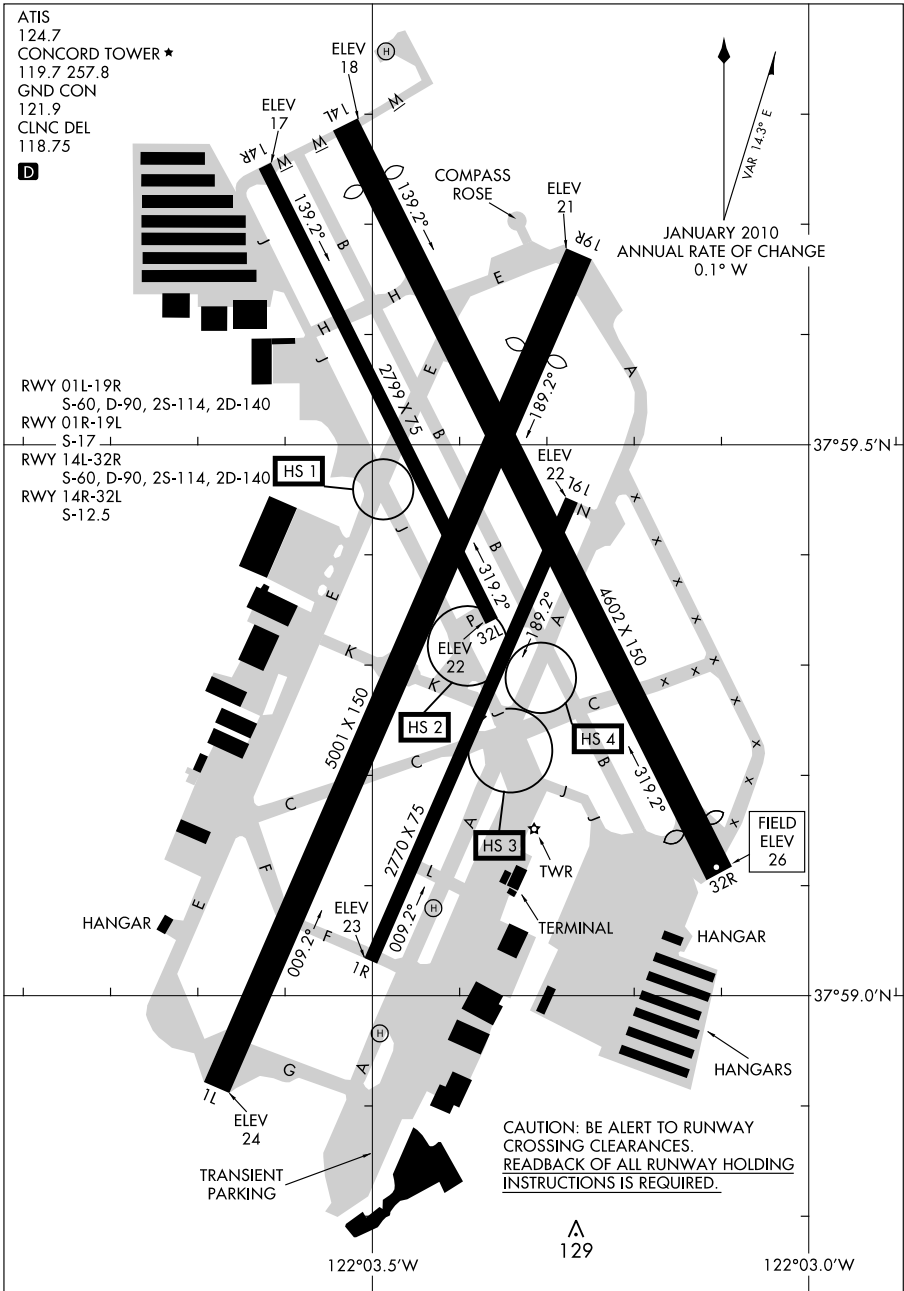 ATIS
124.7
CONCORD TOWER ★
119.7 257.8
GND CON
121.9
CLNC DEL
118.75
D
ELEV
18
H
ELEV
17
14L
W
14R
W
W
VAR 14.3° E
JANUARY 2010
ANNUAL RATE OF CHANGE
0.1° W
COMPASS
ROSE
ELEV
21
19R
139.2°
139.2°
J
B
H
E
H
J
E
A
2799 X 75
B
189.2°
RWY 01L-19R
S-60, D-90, 2S-114, 2D-140
RWY 01R-19L
S-17
RWY 14L-32R
S-60, D-90, 2S-114, 2D-140
RWY 14R-32L
S-12.5
37°59.5'N
HS 1
ELEV
22
19L
Z
x
x
x
x
x
x
x
x
x
x
x
J
B
319.2°
E
189.2°
4602 X 150
P
32L
A
ELEV
22
K
K
5001 X 150
HS 2
J
C
HS 4
B
319.2°
C
C
J
J
A
HS 3
2770 X 75
TWR
FIELD
ELEV
26
32R
F
L
TERMINAL
E
HANGAR
ELEV
23
H
009.2°
F
009.2°
1R
HANGAR
37°59.0'N
H
HANGARS
G
A
1L
ELEV
24
TRANSIENT
PARKING
CAUTION: BE ALERT TO RUNWAY
CROSSING CLEARANCES.
READBACK OF ALL RUNWAY HOLDING
INSTRUCTIONS IS REQUIRED.
129
122°03.5'W
122°03.0'W